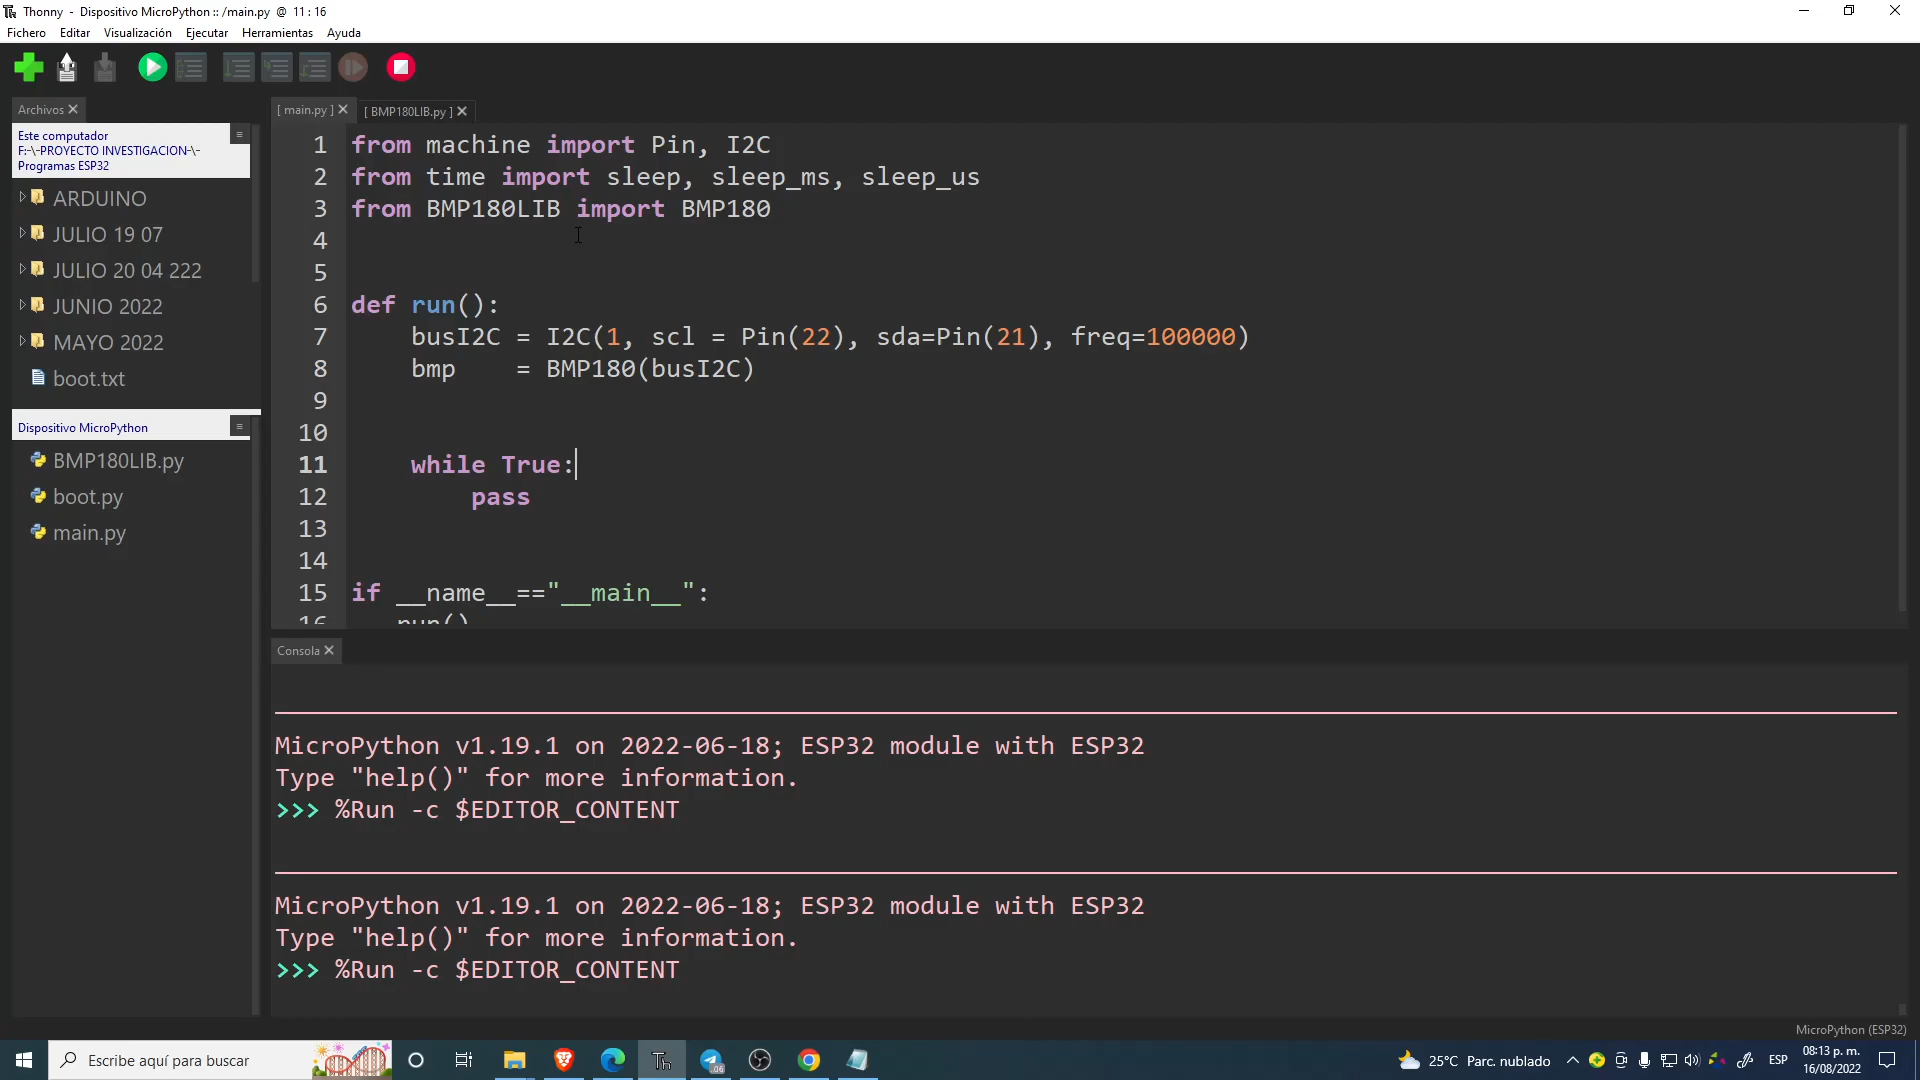 Thonny - Dispositivo MicroPython :: /main.py @ 11 : 16
Fichero Editar Visualización Ejecutar Herramientas Ayuda
Archivos
Este computador
F:-\-PROYECTO INVESTIGACION-\-
Programas ESP32
ARDUINO
JULIO 19 07
JULIO 20 04 222
JUNIO 2022
MAYO 2022
boot.txt
Dispositivo MicroPython
BMP180LIB.py
boot.py
main.py
[ main.py ] [ BMP180LIB.py ]
1 from machine import Pin, I2C
2 from time import sleep, sleep_ms, sleep_us
3 from BMP180LIB import BMP180
4
5
6 def run():
7     busI2C = I2C(1, scl = Pin(22), sda=Pin(21), freq=100000)
8     bmp    = BMP180(busI2C)
9
10
11     while True:
12         pass
13
14
15 if __name__=="__main__":
16    run()
Consola
MicroPython v1.19.1 on 2022-06-18; ESP32 module with ESP32
Type "help()" for more information.
>>> %Run -c $EDITOR_CONTENT
MicroPython v1.19.1 on 2022-06-18; ESP32 module with ESP32
Type "help()" for more information.
>>> %Run -c $EDITOR_CONTENT
MicroPython (ESP32)
Escribe aquí para buscar
.06
25°C Parc. nublado
ESP
08:13 p. m.
16/08/2022